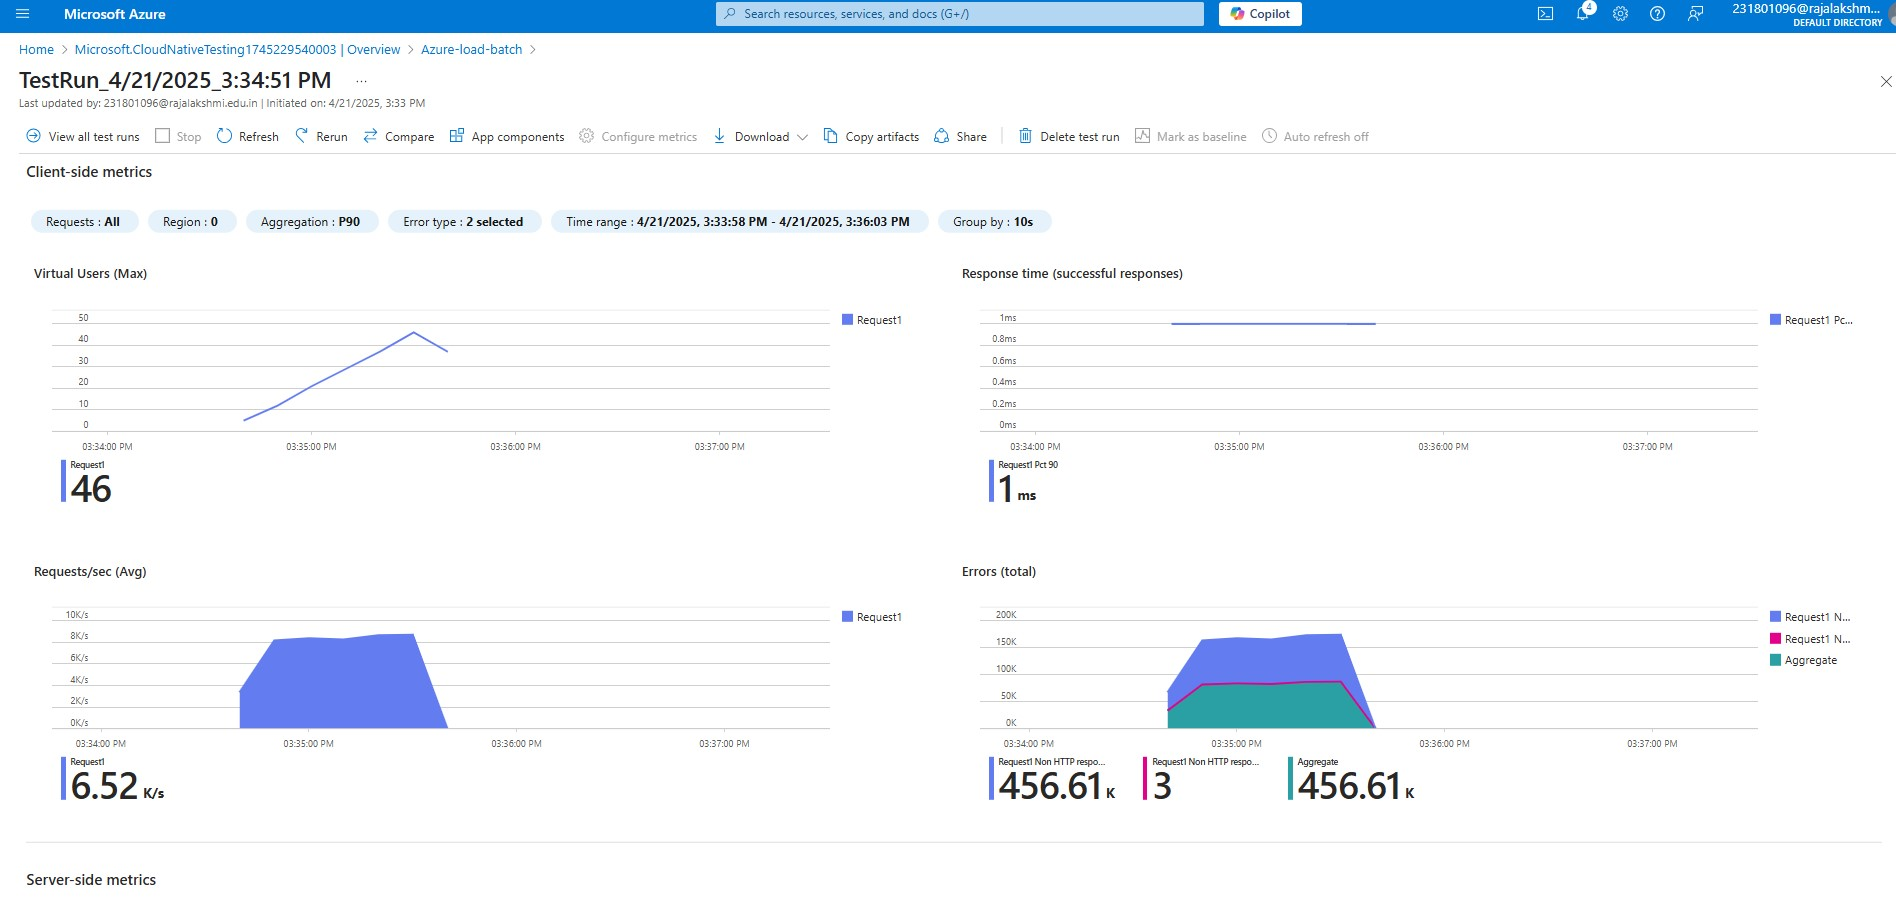 Microsoft Azure
Search resources, services, and docs (G+/)
Copilot
4
231801096@rajalakshm...
DEFAULT DIRECTORY
Home > Microsoft.CloudNativeTesting1745229540003 | Overview > Azure-load-batch >
TestRun_4/21/2025_3:34:51 PM ...
Last updated by: 231801096@rajalakshmi.edu.in | Initiated on: 4/21/2025, 3:33 PM
View all test runs Stop Refresh Rerun Compare App components Configure metrics Download Copy artifacts Share Delete test run Mark as baseline Auto refresh off
Client-side metrics
Requests : All Region : 0 Aggregation : P90 Error type : 2 selected Time range : 4/21/2025, 3:33:58 PM - 4/21/2025, 3:36:03 PM Group by : 10s
Virtual Users (Max)
50
40
30
20
10
0
03:34:00 PM 03:35:00 PM 03:36:00 PM 03:37:00 PM
Request1
Request1
46
Response time (successful responses)
1ms
0.8ms
0.6ms
0.4ms
0.2ms
0ms
03:34:00 PM 03:35:00 PM 03:36:00 PM 03:37:00 PM
Request1 Pc...
Request1 Pct 90
1 ms
Requests/sec (Avg)
10K/s
8K/s
6K/s
4K/s
2K/s
0K/s
03:34:00 PM 03:35:00 PM 03:36:00 PM 03:37:00 PM
Request1
Request1
6.52 K/s
Errors (total)
200K
150K
100K
50K
0K
03:34:00 PM 03:35:00 PM 03:36:00 PM 03:37:00 PM
Request1 N...
Request1 N...
Aggregate
Request1 Non HTTP respo...
456.61 K
Request1 Non HTTP respo...
3
Aggregate
456.61 K
Server-side metrics